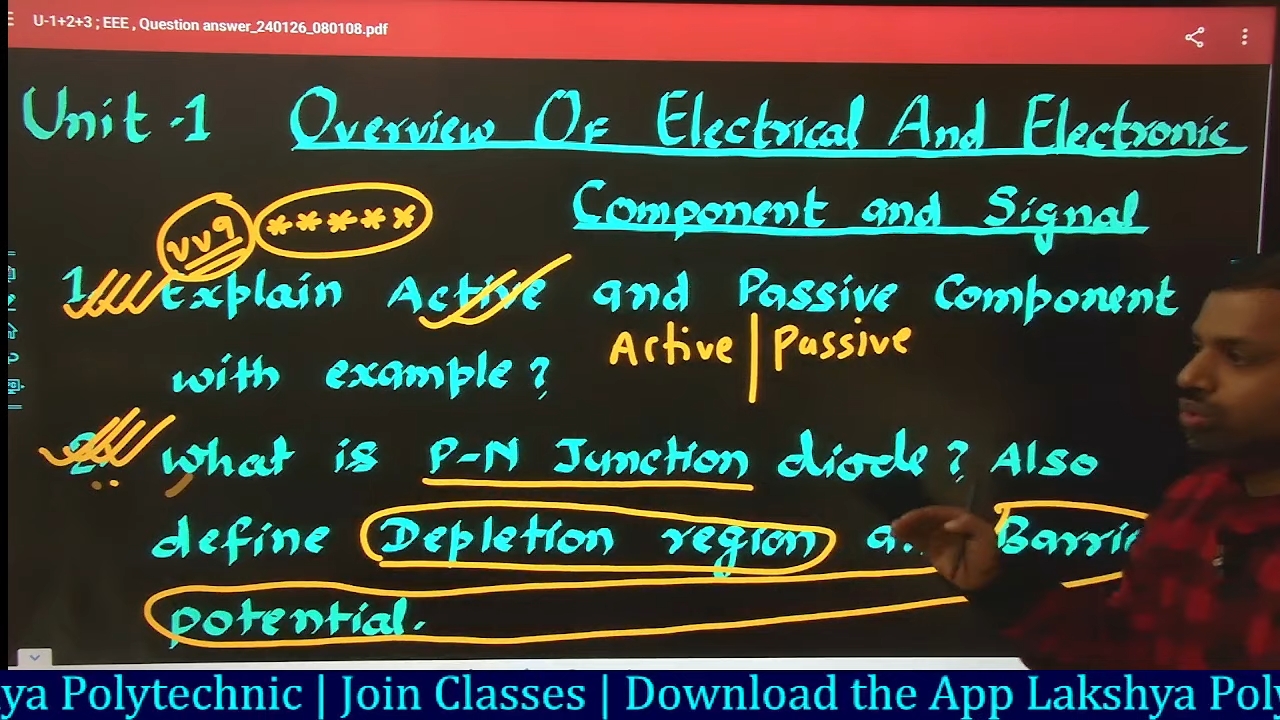 U-1+2+3 ; EEE , Question answer_240126_080108.pdf
Unit-1 Overview Of Electrical And Electronic
Component and Signal
vvq *****
1. Explain Active and Passive Component
with example?
Active | Passive
2. What is P-N Junction diode? Also
define Depletion region
potential.
ya Polytechnic | Join Classes | Download the App Lakshya Pol